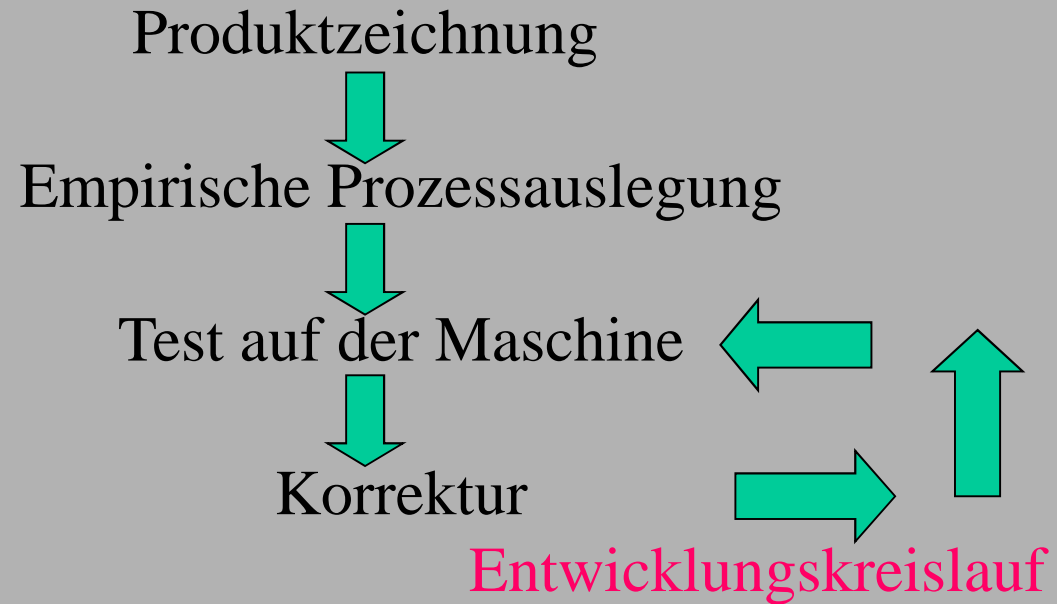 Produktzeichnung
Empirische Prozessauslegung
Test auf der Maschine
Korrektur
Entwicklungskreislauf